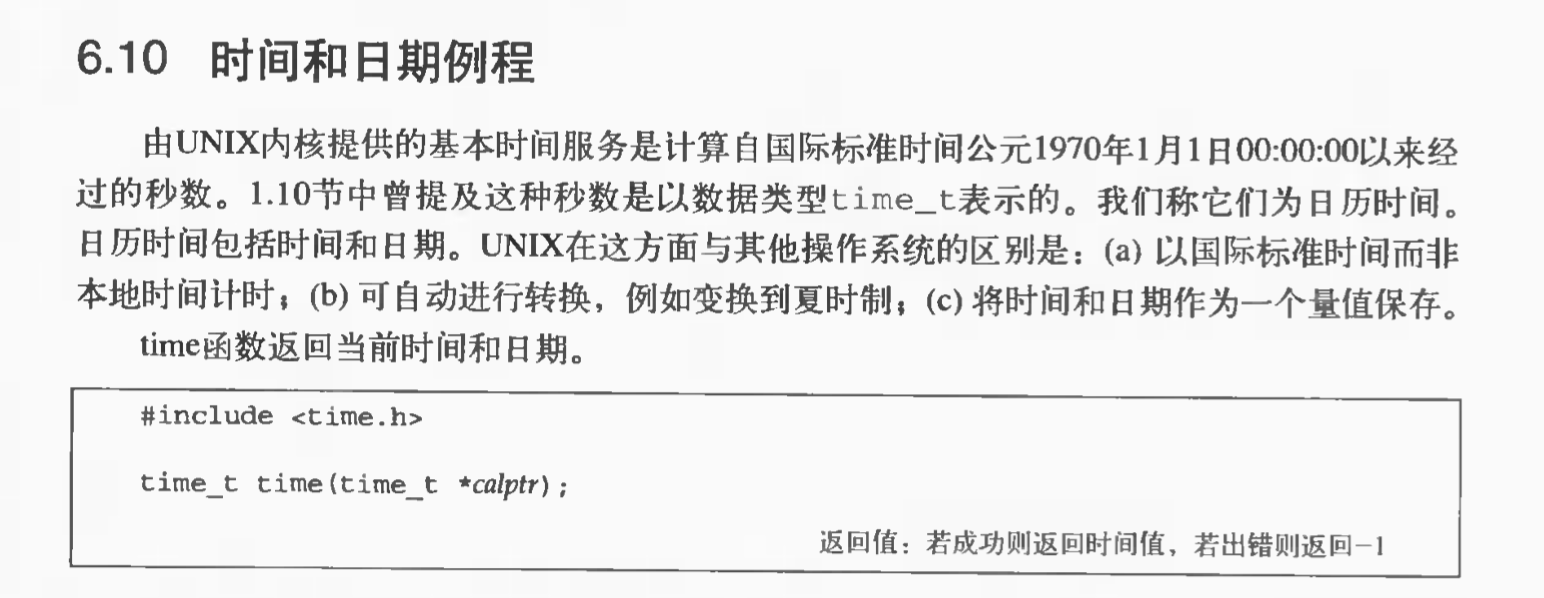 6.10 时间和日期例程
由UNIX内核提供的基本时间服务是计算自国际标准时间公元1970年1月1日00:00:00以来经
过的秒数。1.10节中曾提及这种秒数是以数据类型time_t表示的。我们称它们为日历时间。
日历时间包括时间和日期。UNIX在这方面与其他操作系统的区别是：(a) 以国际标准时间而非
本地时间计时；(b) 可自动进行转换，例如变换到夏时制；(c) 将时间和日期作为一个量值保存。
time函数返回当前时间和日期。
#include <time.h>
time_t time(time_t *calptr);
返回值：若成功则返回时间值，若出错则返回-1